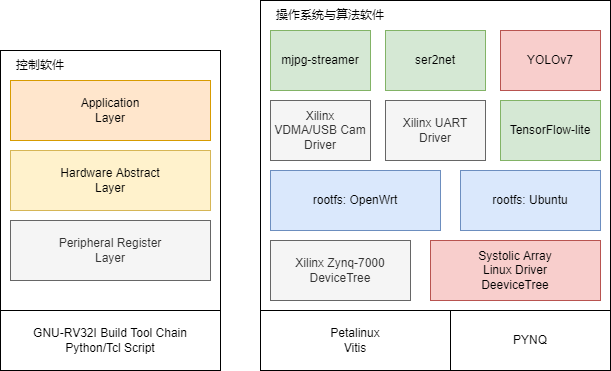 控制软件
Application
Layer
Hardware Abstract
Layer
Peripheral Register
Layer
GNU-RV32I Build Tool Chain
Python/Tcl Script
操作系统与算法软件
mjpg-streamer
ser2net
YOLOv7
Xilinx
VDMA/USB Cam
Driver
Xilinx UART
Driver
TensorFlow-lite
rootfs: OpenWrt
rootfs: Ubuntu
Xilinx Zynq-7000
DeeviceTree
Systolic Array
Linux Driver
DeeviceTree
Petalinux
Vitis
PYNQ